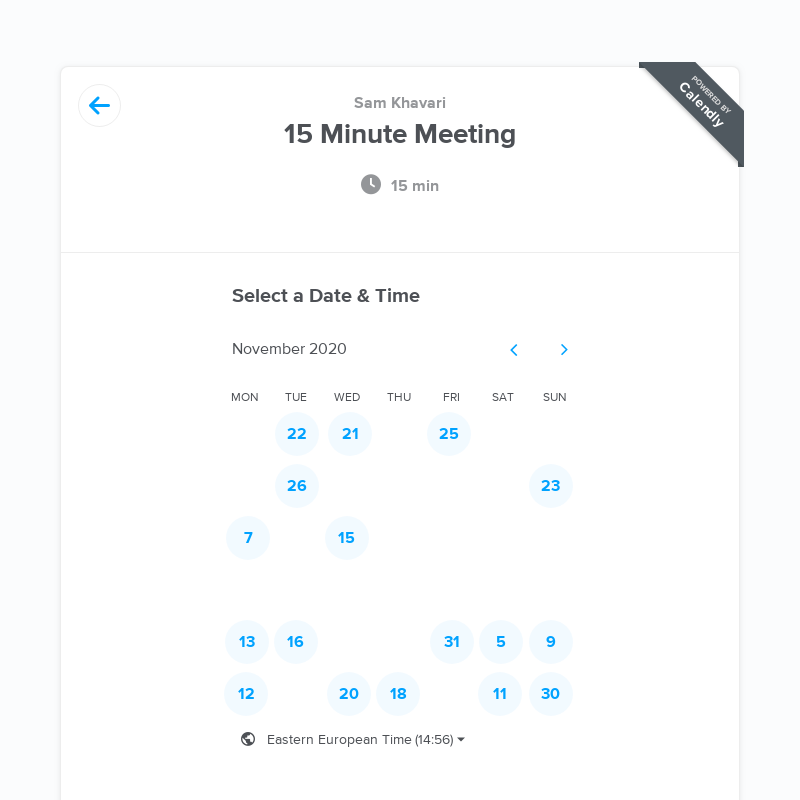 POWERED BY
Calendly
Sam Khavari
15 Minute Meeting
15 min
Select a Date & Time
November 2020
MON TUE WED THU FRI SAT SUN
22 21 25
26 23
7 15
13 16 31 5 9
12 20 18 11 30
Eastern European Time (14:56)